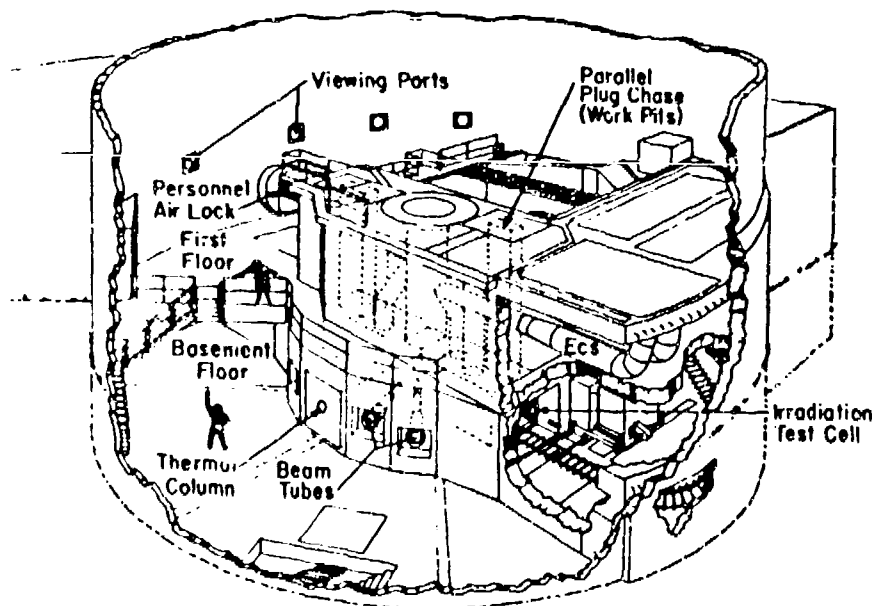 Viewing Ports
Parallel
Plug Chase
(Work Pits)
Personnel
Air Lock
First
Floor
Ecs
Basement
Floor
Irradiation
Test Cell
Thermal
Column
Beam
Tubes